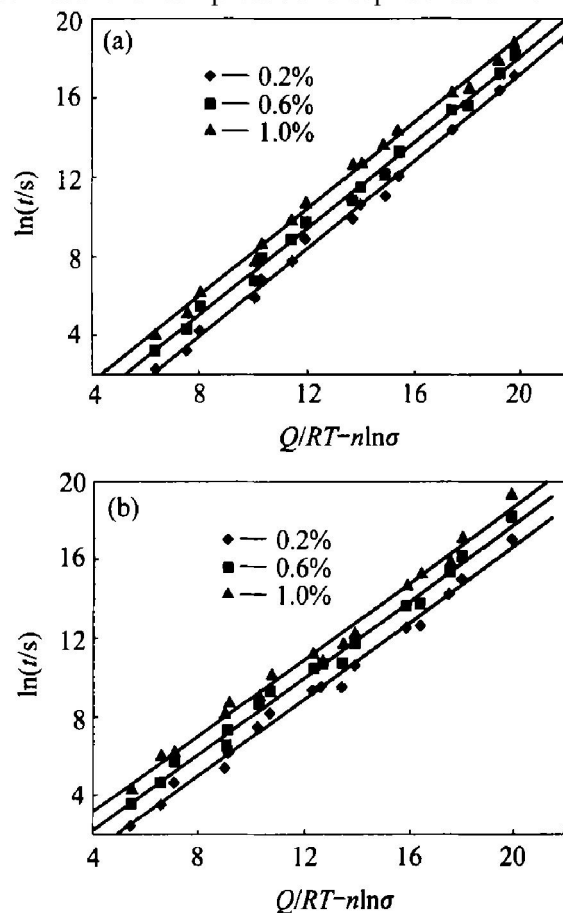 (a)
◆— 0.2%
■— 0.6%
▲— 1.0%
20
16
12
8
4
ln(t/s)
4 8 12 16 20
Q/RT−nlnσ
(b)
◆— 0.2%
■— 0.6%
▲— 1.0%
20
16
12
8
4
ln(t/s)
4 8 12 16 20
Q/RT−nlnσ